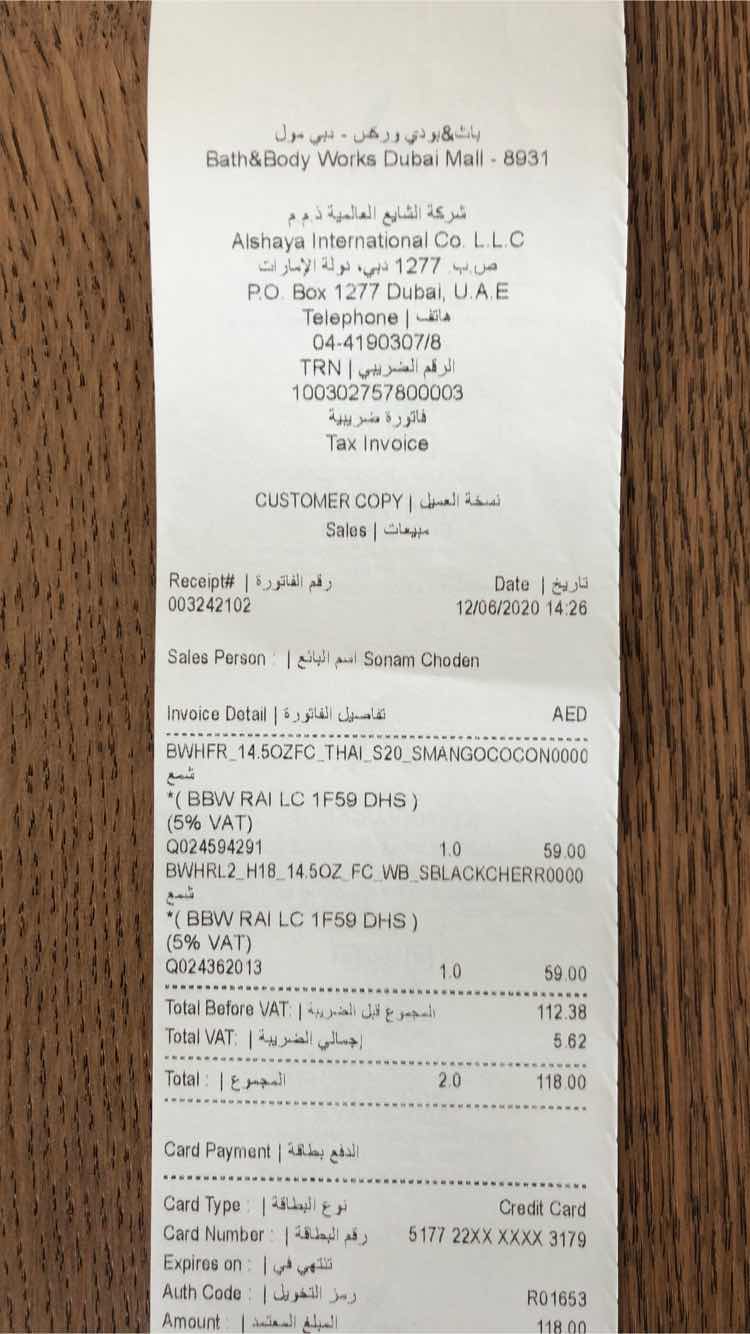 باث&بودي وركس - دبي مول
Bath&Body Works Dubai Mall - 8931
شركة الشايع العالمية ذ.م.م
Alshaya International Co. L.L.C
ص.ب. 1277 دبي، دولة الإمارات
P.O. Box 1277 Dubai, U.A.E
Telephone | هاتف
04-4190307/8
TRN | الرقم الضريبي
100302757800003
فاتورة ضريبية
Tax Invoice
CUSTOMER COPY | نسخة العميل
Sales | مبيعات
Receipt# | رقم الفاتورة Date | تاريخ
003242102 12/06/2020 14:26
Sales Person : | اسم البائع Sonam Choden
Invoice Detail | تفاصيل الفاتورة AED
BWHFR_14.5OZFC_THAI_S20_SMANGOCOCON0000
شمع
*( BBW RAI LC 1F59 DHS )
(5% VAT)
Q024594291 1.0 59.00
BWHRL2_H18_14.5OZ_FC_WB_SBLACKCHERR0000
شمع
*( BBW RAI LC 1F59 DHS )
(5% VAT)
Q024362013 1.0 59.00
Total Before VAT: | المجموع قبل الضريبة 112.38
Total VAT: | إجمالي الضريبة 5.62
Total : | المجموع 2.0 118.00
Card Payment | الدفع بطاقة
Card Type : | نوع البطاقة Credit Card
Card Number : | رقم البطاقة 5177 22XX XXXX 3179
Expires on : | تنتهي في
Auth Code : | رمز التخويل R01653
Amount : | المبلغ المعتمد 118.00